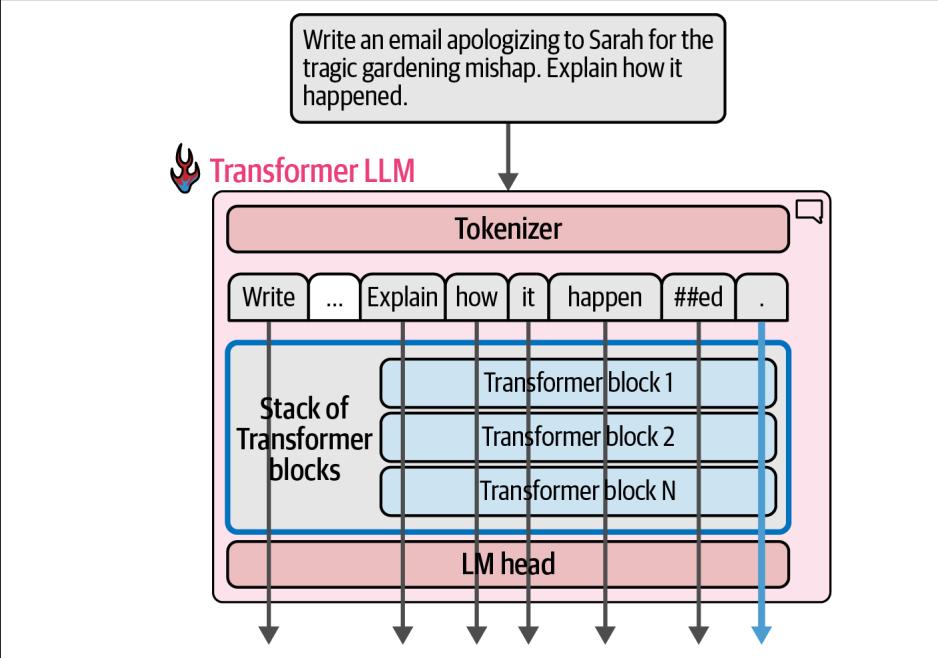 Write an email apologizing to Sarah for the
tragic gardening mishap. Explain how it
happened.
Transformer LLM
Tokenizer
Write ... Explain how it happen ##ed .
Stack of
Transformer
blocks
Transformer block 1
Transformer block 2
Transformer block N
LM head